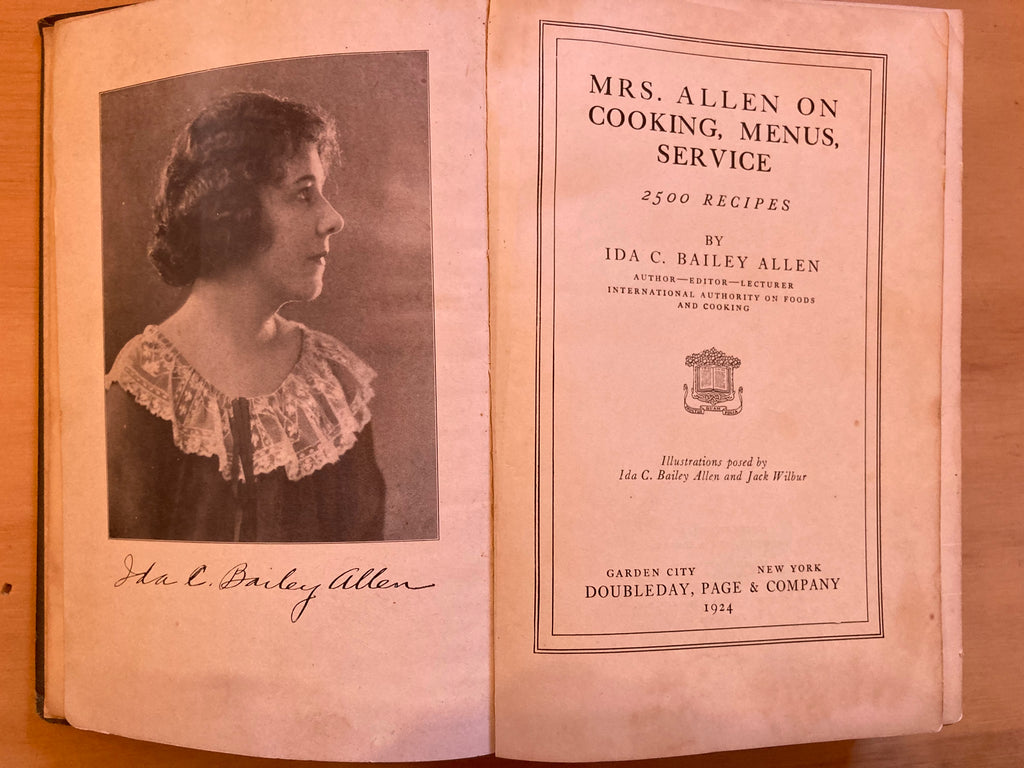 Ida C. Bailey Allen
MRS. ALLEN ON
COOKING, MENUS,
SERVICE
2500 RECIPES
BY
IDA C. BAILEY ALLEN
AUTHOR—EDITOR—LECTURER
INTERNATIONAL AUTHORITY ON FOODS
AND COOKING
Illustrations posed by
Ida C. Bailey Allen and Jack Wilbur
GARDEN CITY NEW YORK
DOUBLEDAY, PAGE & COMPANY
1924